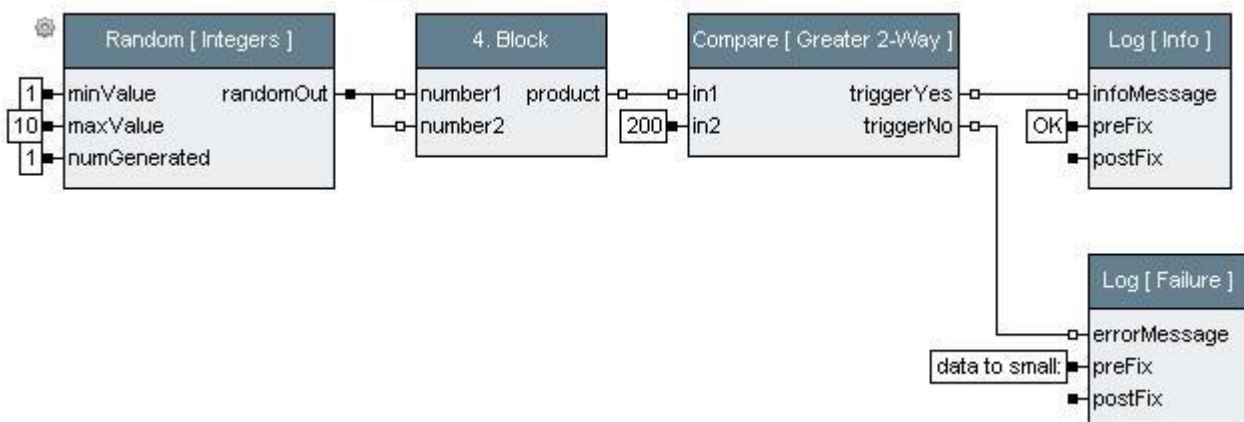 Random [ Integers ]
1 minValue randomOut
10 maxValue
1 numGenerated
4. Block
number1 product
number2
Compare [ Greater 2-Way ]
in1 triggerYes
200 in2 triggerNo
Log [ Info ]
infoMessage
OK preFix
postFix
Log [ Failure ]
errorMessage
data to small: preFix
postFix